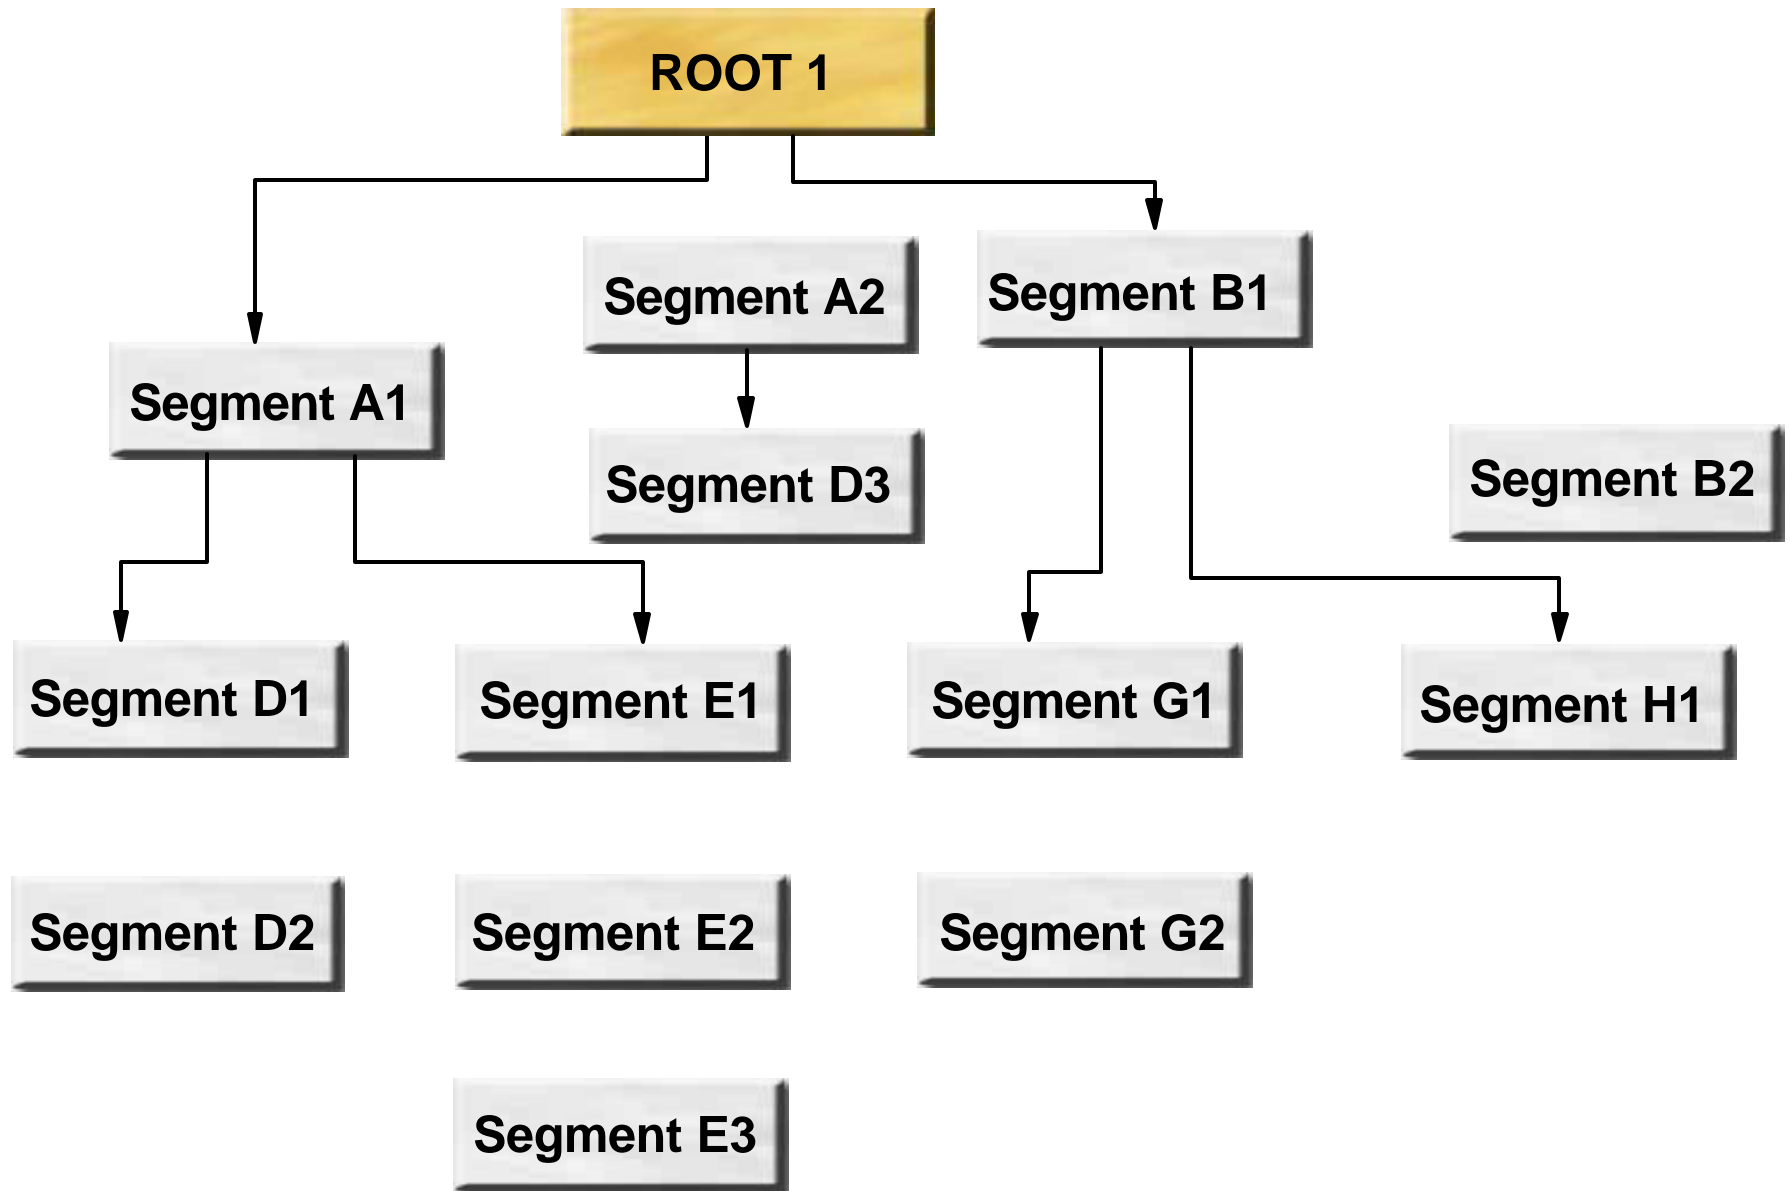 ROOT 1
Segment A2
Segment B1
Segment A1
Segment D3
Segment B2
Segment D1
Segment E1
Segment G1
Segment H1
Segment D2
Segment E2
Segment G2
Segment E3